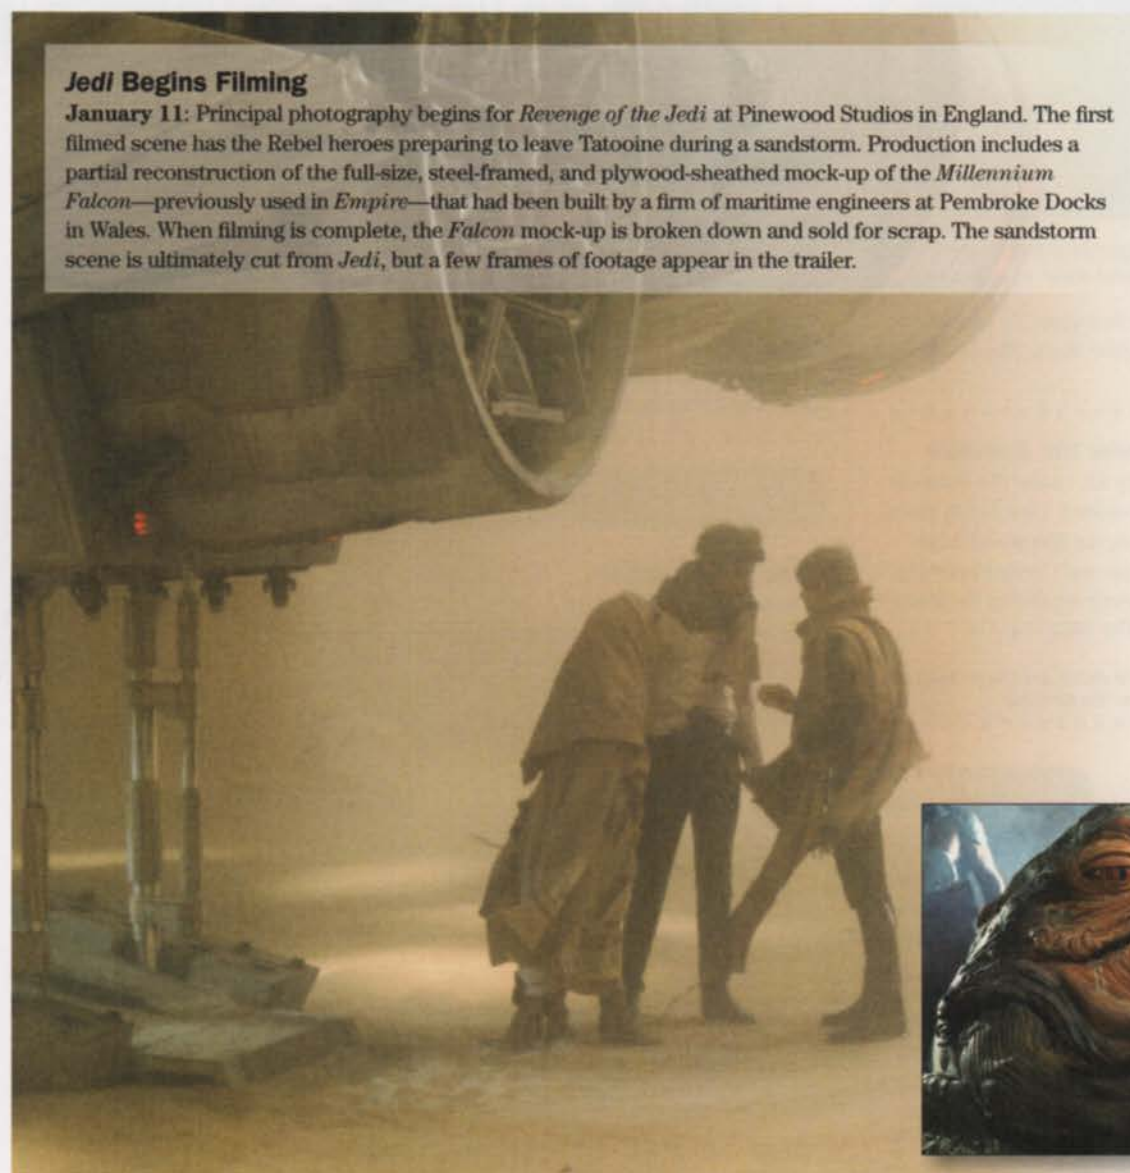 Jedi Begins Filming
January 11: Principal photography begins for Revenge of the Jedi at Pinewood Studios in England. The first
filmed scene has the Rebel heroes preparing to leave Tatooine during a sandstorm. Production includes a
partial reconstruction of the full-size, steel-framed, and plywood-sheathed mock-up of the Millennium
Falcon—previously used in Empire—that had been built by a firm of maritime engineers at Pembroke Docks
in Wales. When filming is complete, the Falcon mock-up is broken down and sold for scrap. The sandstorm
scene is ultimately cut from Jedi, but a few frames of footage appear in the trailer.